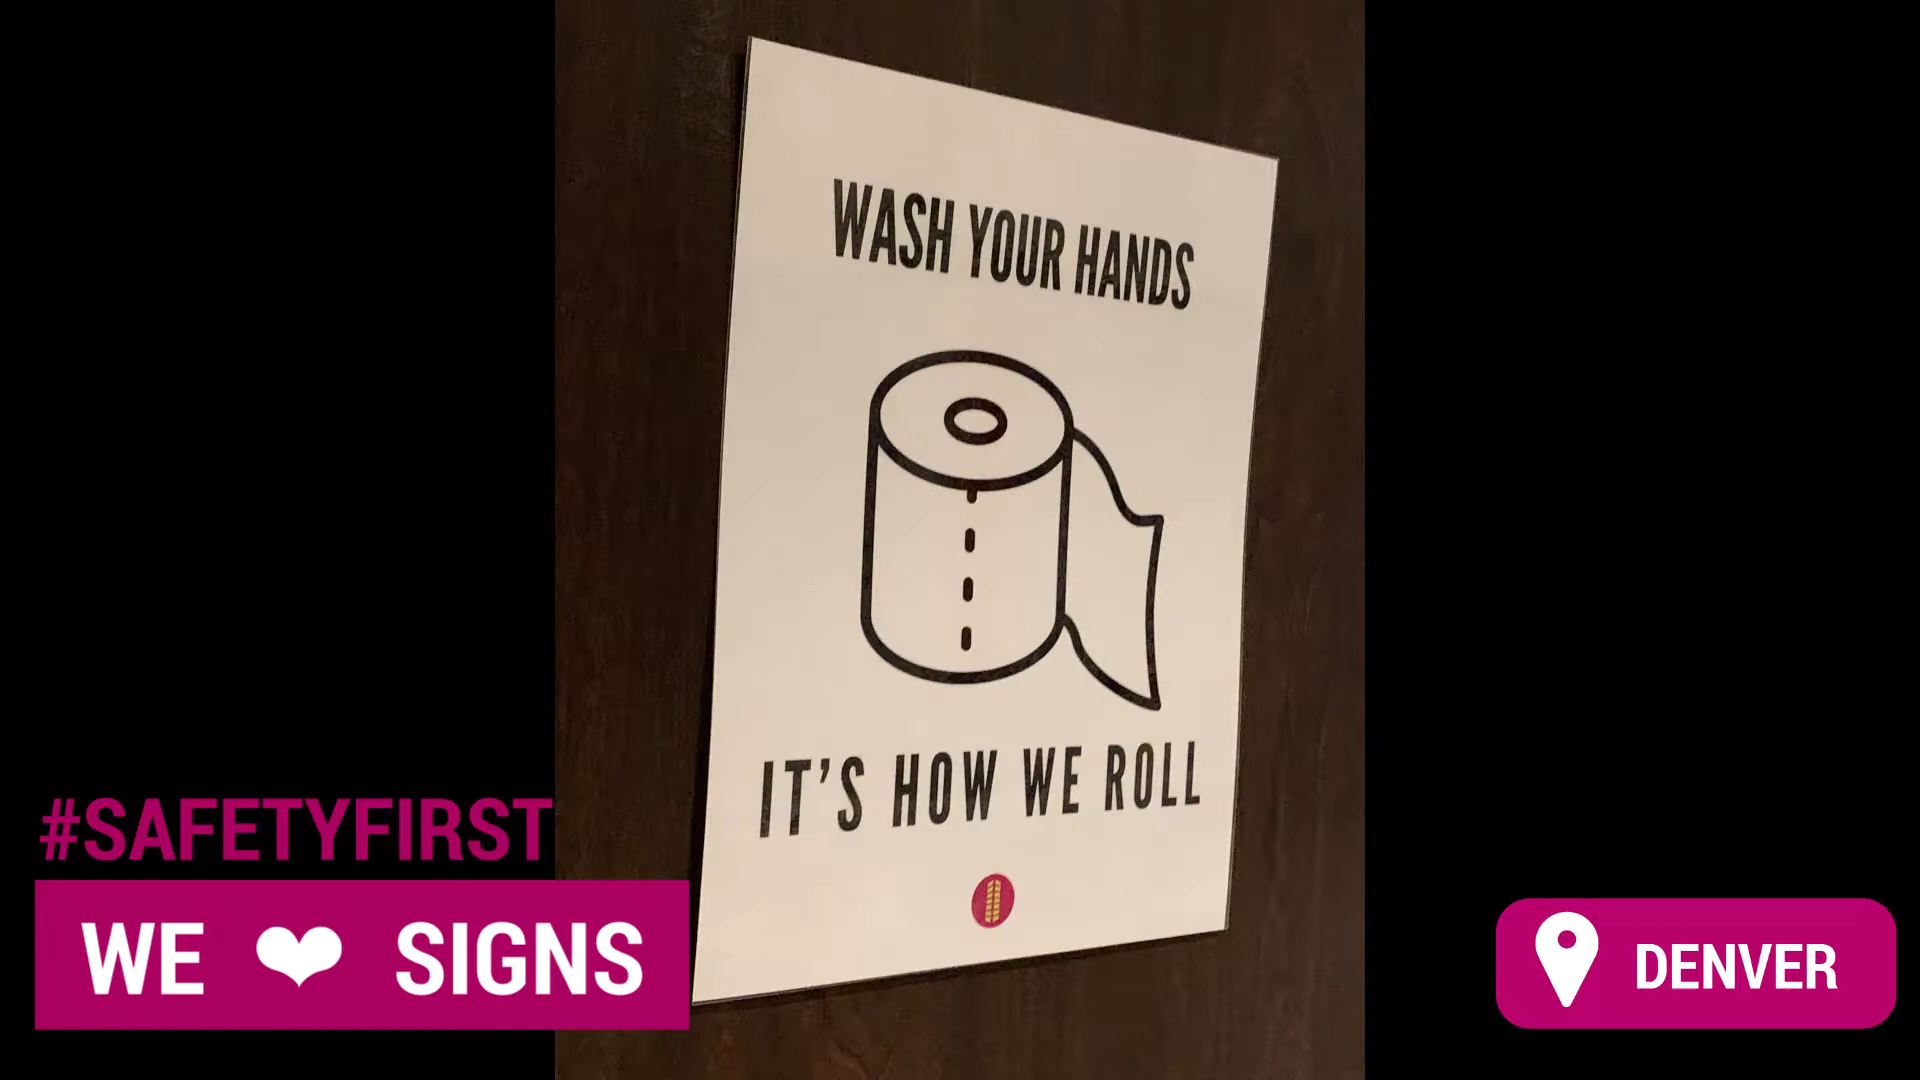 WASH YOUR HANDS
IT'S HOW WE ROLL
#SAFETYFIRST
WE ❤ SIGNS
DENVER